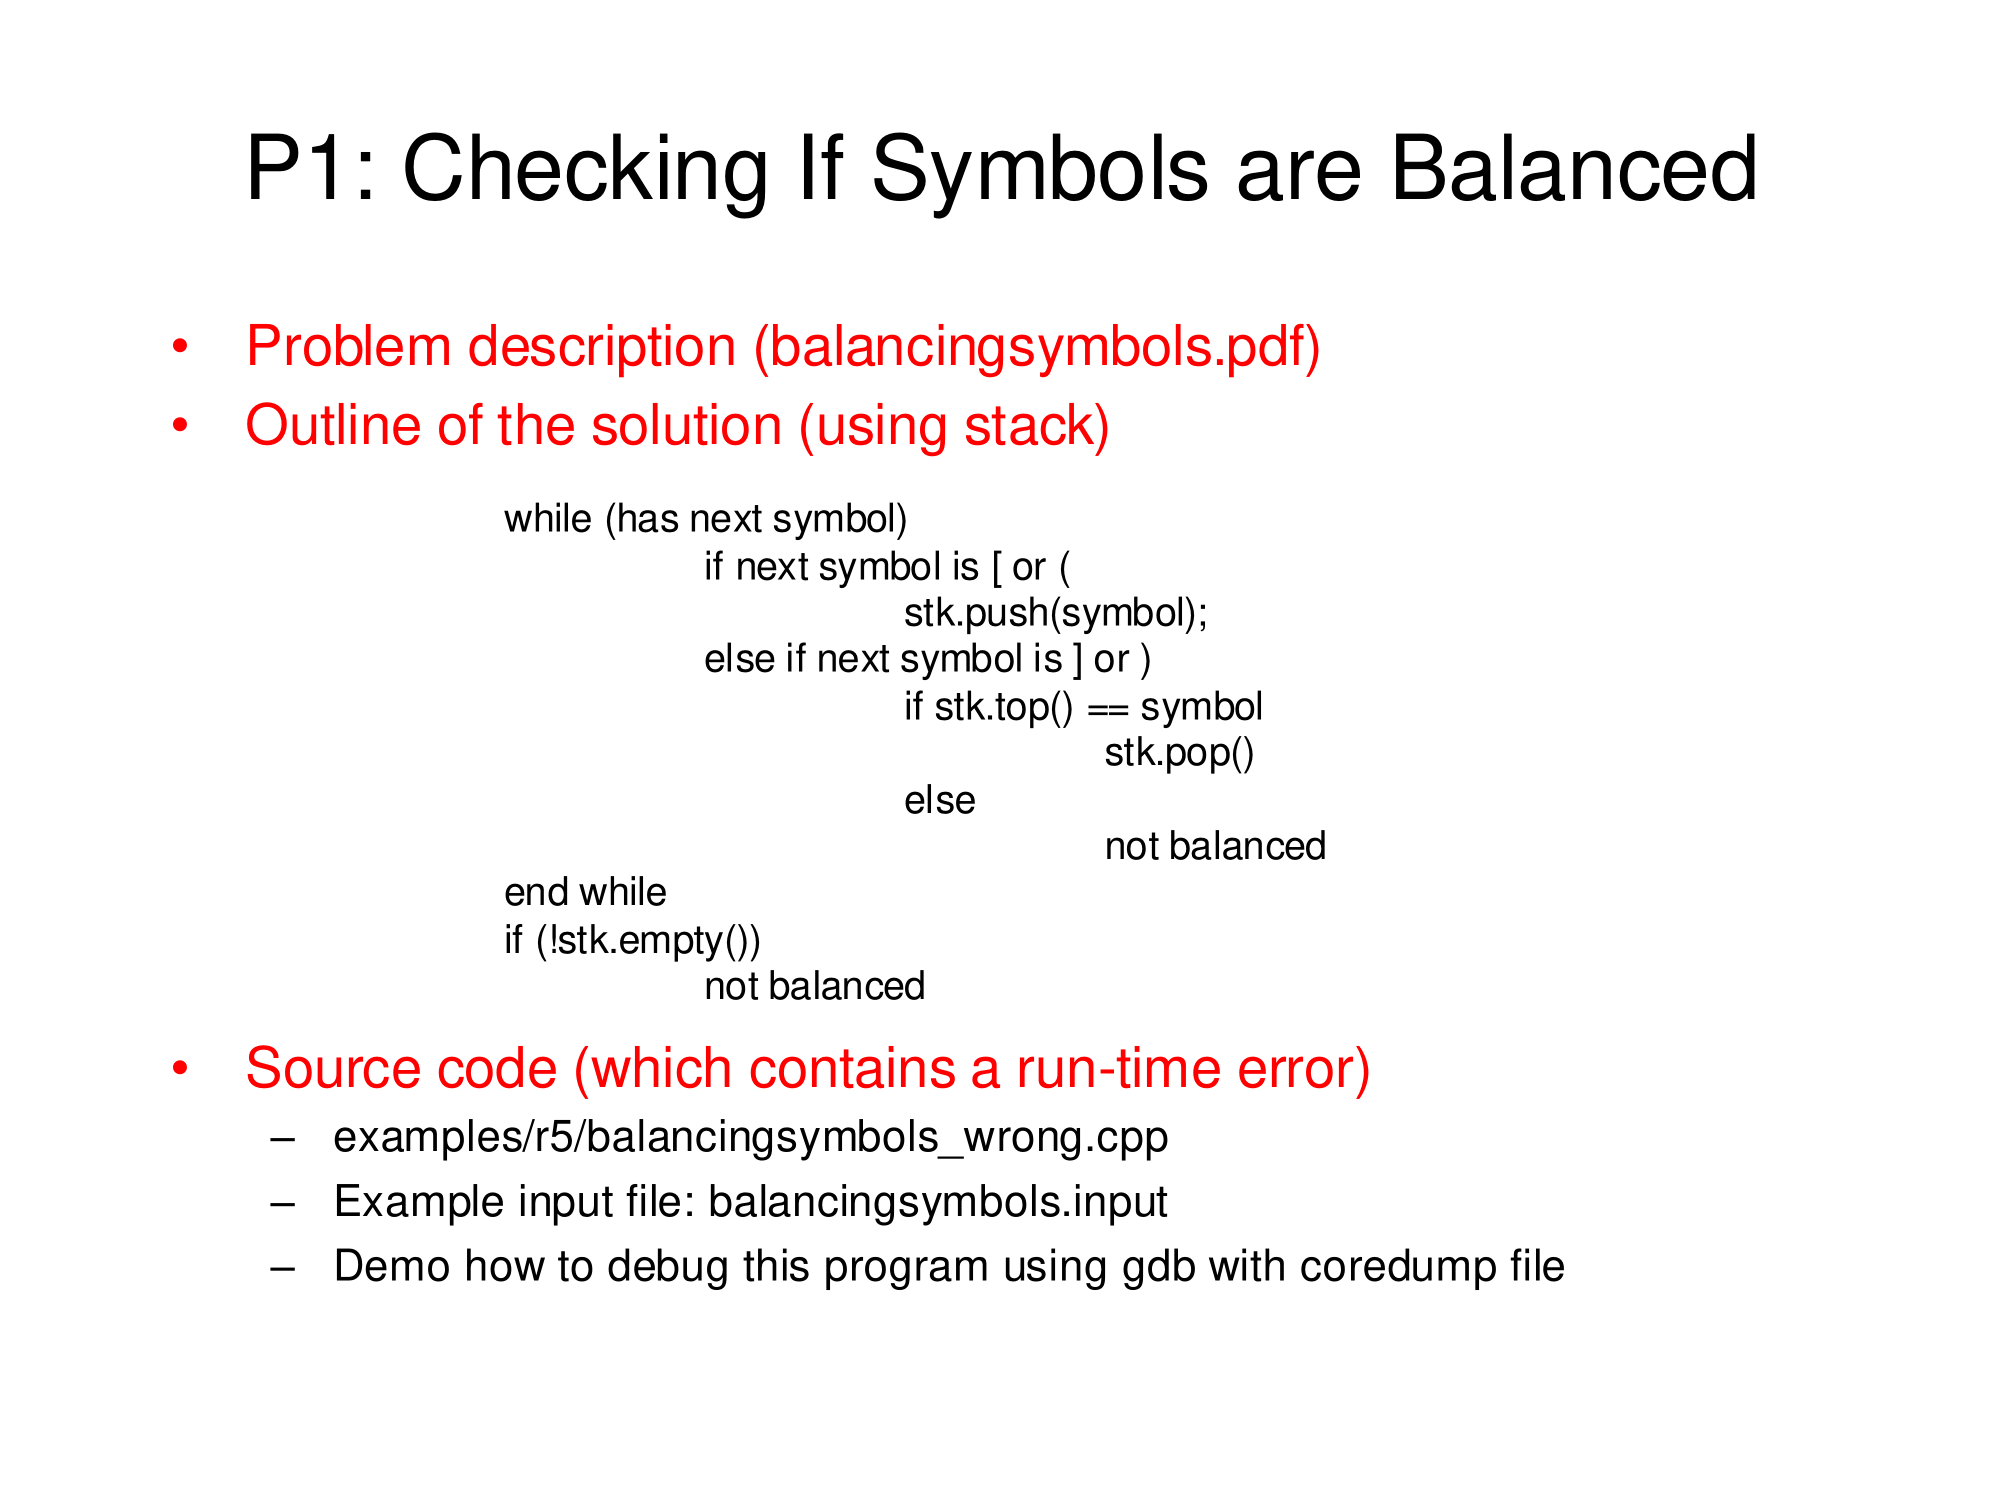 P1: Checking If Symbols are Balanced
• Problem description (balancingsymbols.pdf)
• Outline of the solution (using stack)
while (has next symbol)
if next symbol is [ or (
stk.push(symbol);
else if next symbol is ] or )
if stk.top() == symbol
stk.pop()
else
not balanced
end while
if (!stk.empty())
not balanced
• Source code (which contains a run-time error)
– examples/r5/balancingsymbols_wrong.cpp
– Example input file: balancingsymbols.input
– Demo how to debug this program using gdb with coredump file